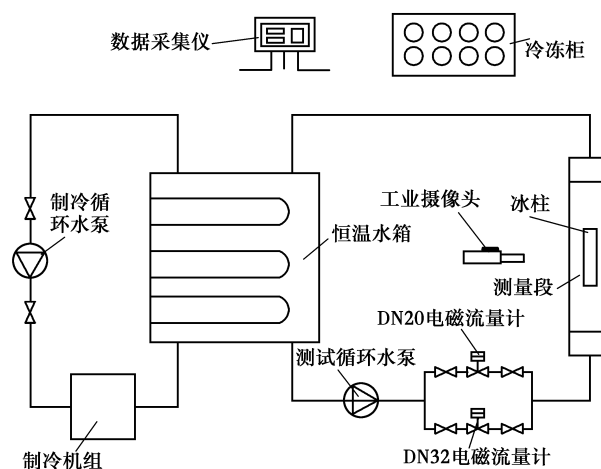 数据采集仪
冷冻柜
制冷循
环水泵
工业摄像头
冰柱
恒温水箱
测量段
DN20电磁流量计
测试循环水泵
制冷机组
DN32电磁流量计